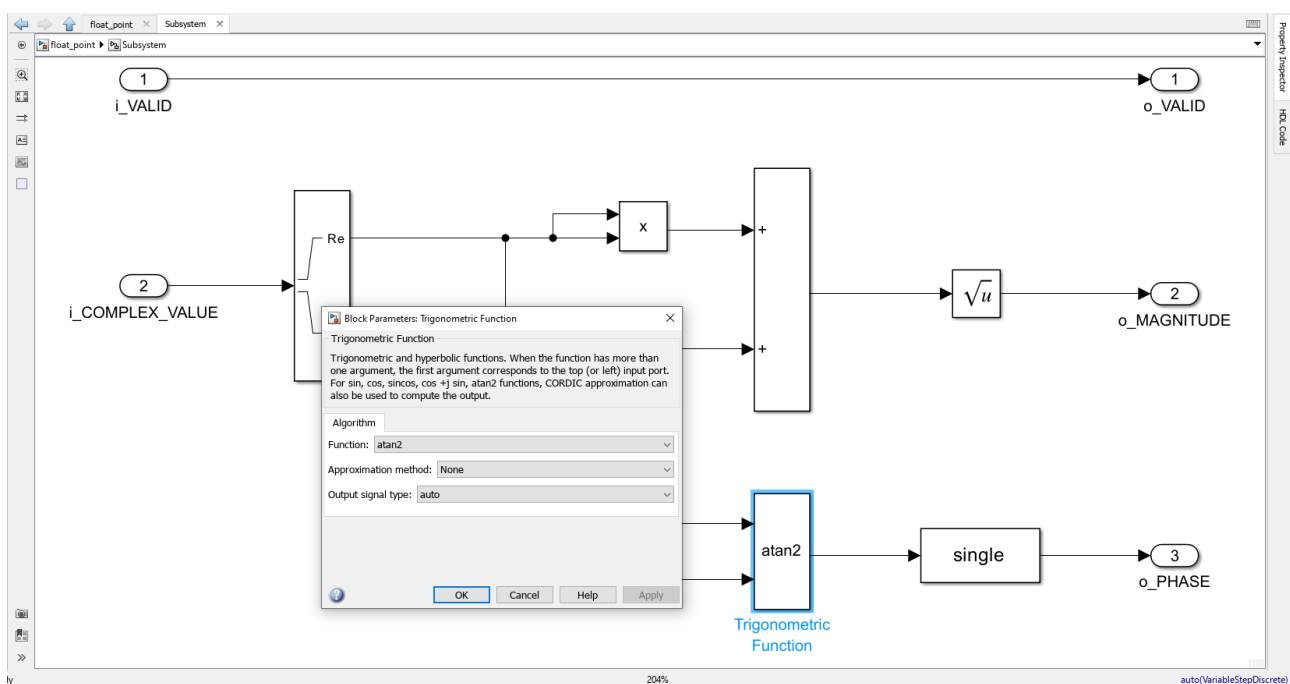 float_point
Subsystem
float_point
Subsystem
Property Inspector
HDL Code
1
i_VALID
1
o_VALID
Re
x
+
2
i_COMPLEX_VALUE
√u
2
o_MAGNITUDE
Block Parameters: Trigonometric Function
Trigonometric Function
Trigonometric and hyperbolic functions. When the function has more than
one argument, the first argument corresponds to the top (or left) input port.
For sin, cos, sincos, cos +j sin, atan2 functions, CORDIC approximation can
also be used to compute the output.
+
Algorithm
Function: atan2
Approximation method: None
Output signal type: auto
OK Cancel Help Apply
atan2
Trigonometric
Function
single
3
o_PHASE
ly
204%
auto(VariableStepDiscrete)